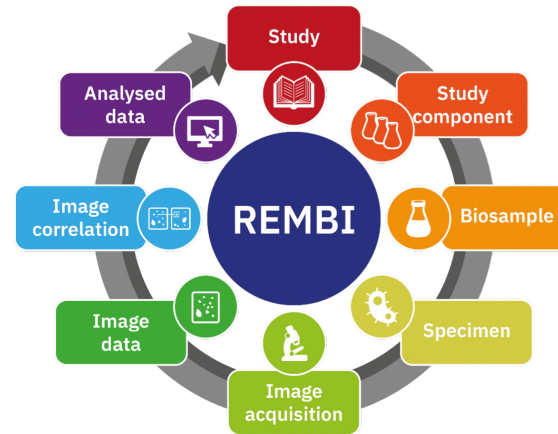 Study
Study
component
Biosample
Specimen
Image
acquisition
Image
data
Image
correlation
Analysed
data
REMBI